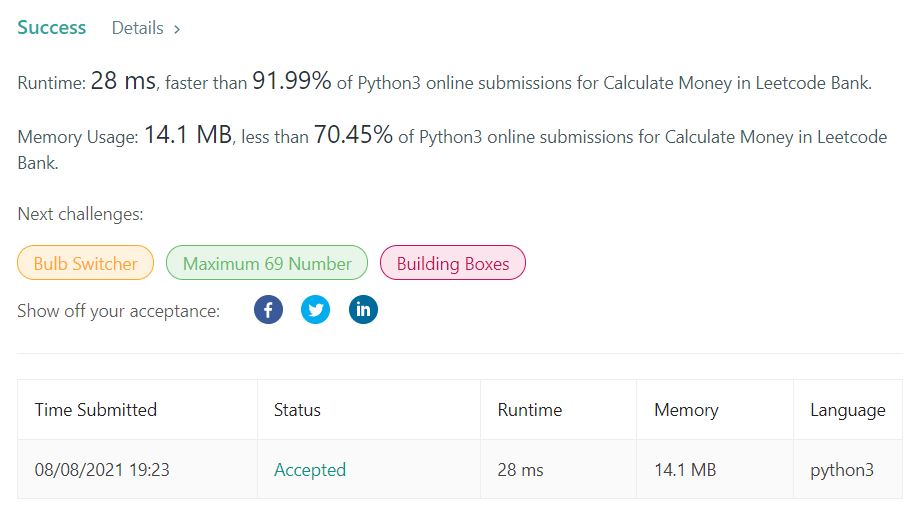 Success Details >
Runtime: 28 ms, faster than 91.99% of Python3 online submissions for Calculate Money in Leetcode Bank.
Memory Usage: 14.1 MB, less than 70.45% of Python3 online submissions for Calculate Money in Leetcode
Bank.
Next challenges:
Bulb Switcher Maximum 69 Number Building Boxes
Show off your acceptance: f in
Time Submitted Status Runtime Memory Language
08/08/2021 19:23 Accepted 28 ms 14.1 MB python3